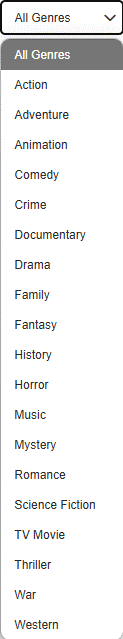 All Genres
All Genres
Action
Adventure
Animation
Comedy
Crime
Documentary
Drama
Family
Fantasy
History
Horror
Music
Mystery
Romance
Science Fiction
TV Movie
Thriller
War
Western